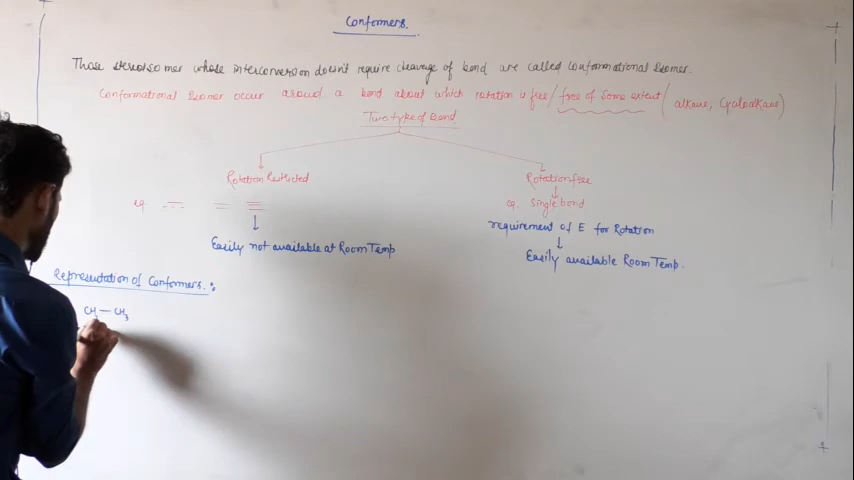 Conformers.
Those stereoisomer whose interconversion doesn't require cleavage of bond are called Conformational Isomer.
Conformational Isomer occur around a bond about which rotation is free/free of some extent (alkane, Cycloalkane)
Two type of Bond
Rotation Restricted
Rotation free
eg
eg. Single bond
requirement of E for Rotation
Easily not available at Room Temp
Easily available Room Temp.
Representation of Conformers.:
CH — CH3